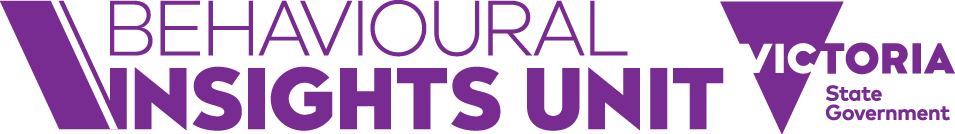 BEHAVIOURAL
INSIGHTS UNIT
VICTORIA
State
Government